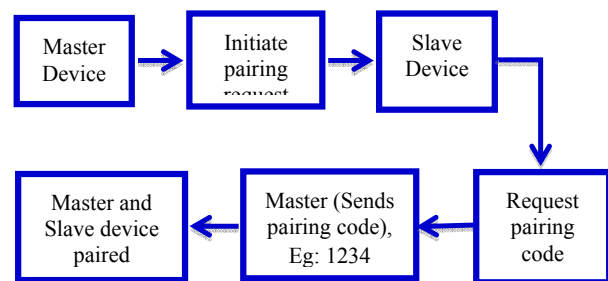 Master
Device
Initiate
pairing
request
Slave
Device
Request
pairing
code
Master (Sends
pairing code),
Eg: 1234
Master and
Slave device
paired